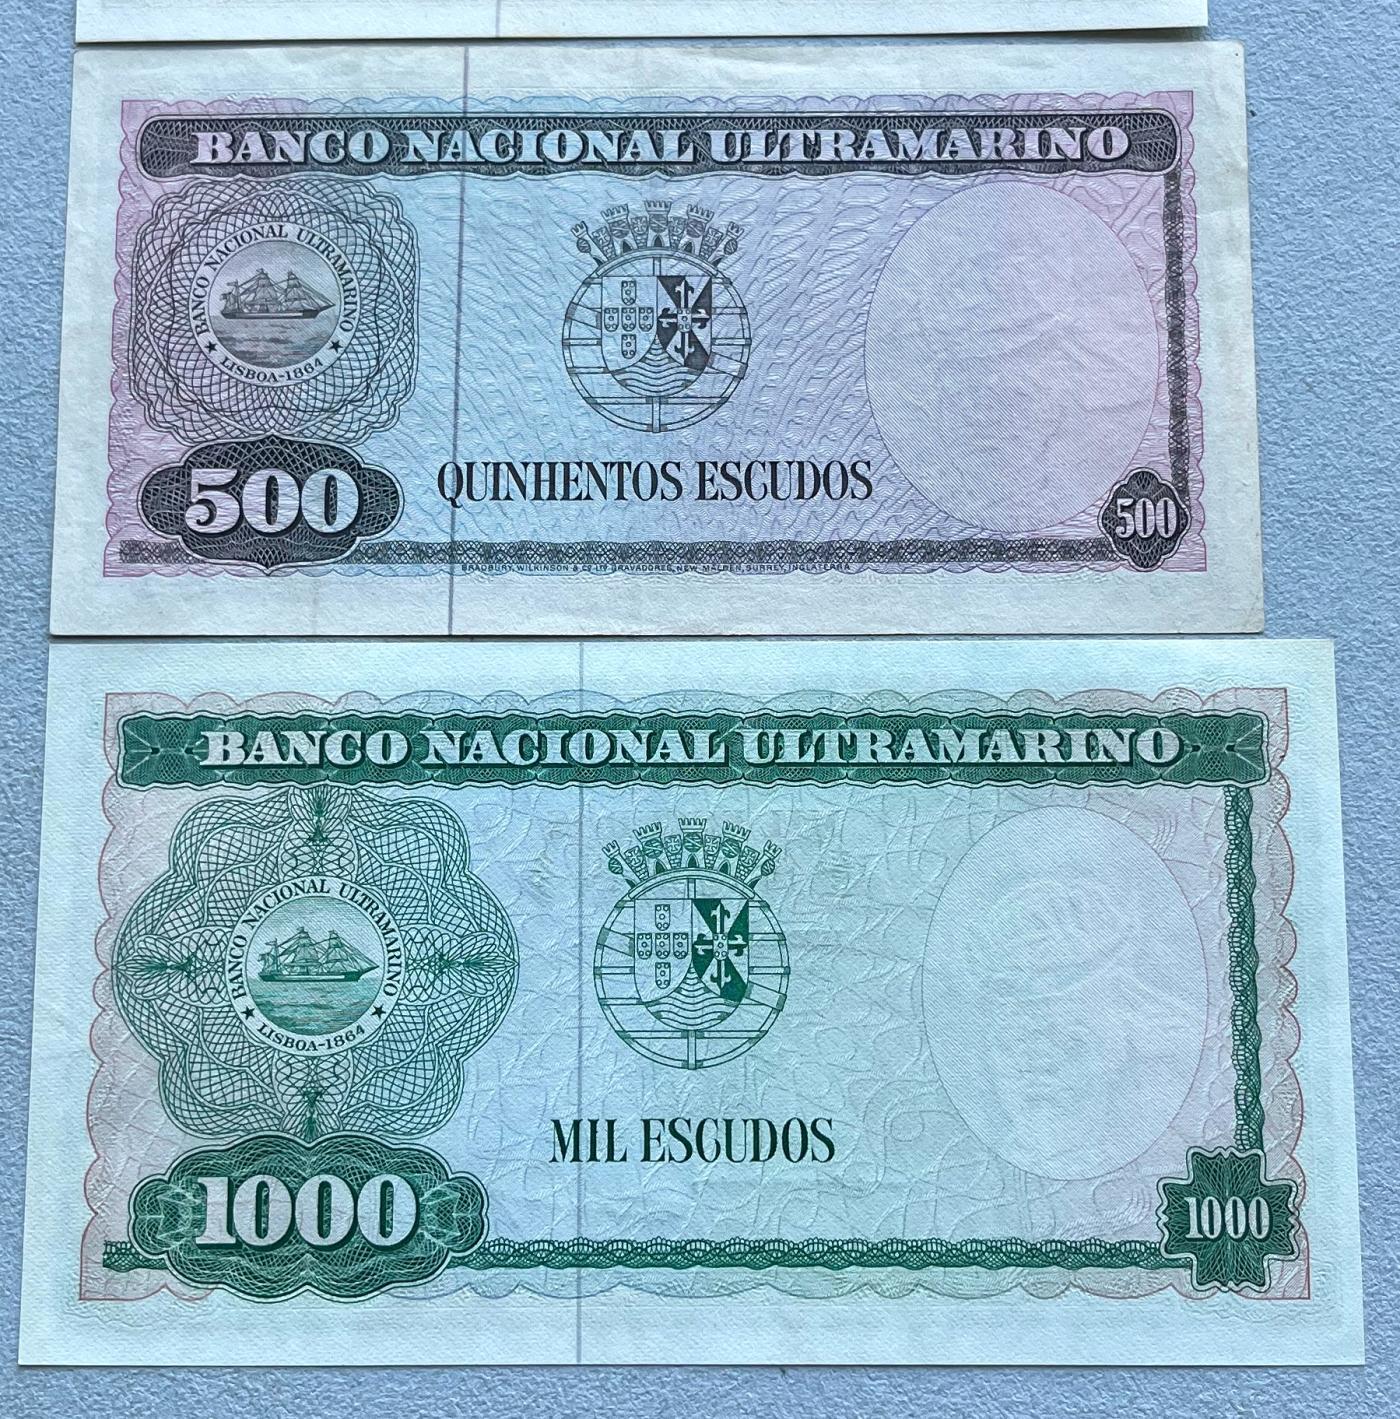 BANCO NACIONAL ULTRAMARINO
BANCO NACIONAL ULTRAMARINO
★ LISBOA-1864 ★
500
QUINHENTOS ESCUDOS
500
BRADBURY, WILKINSON & Co LTD GRAVADORES, NEW MALDEN, SURREY, INGLATERRA
BANCO NACIONAL ULTRAMARINO
BANCO NACIONAL ULTRAMARINO
★ LISBOA-1864 ★
MIL ESCUDOS
1000
1000